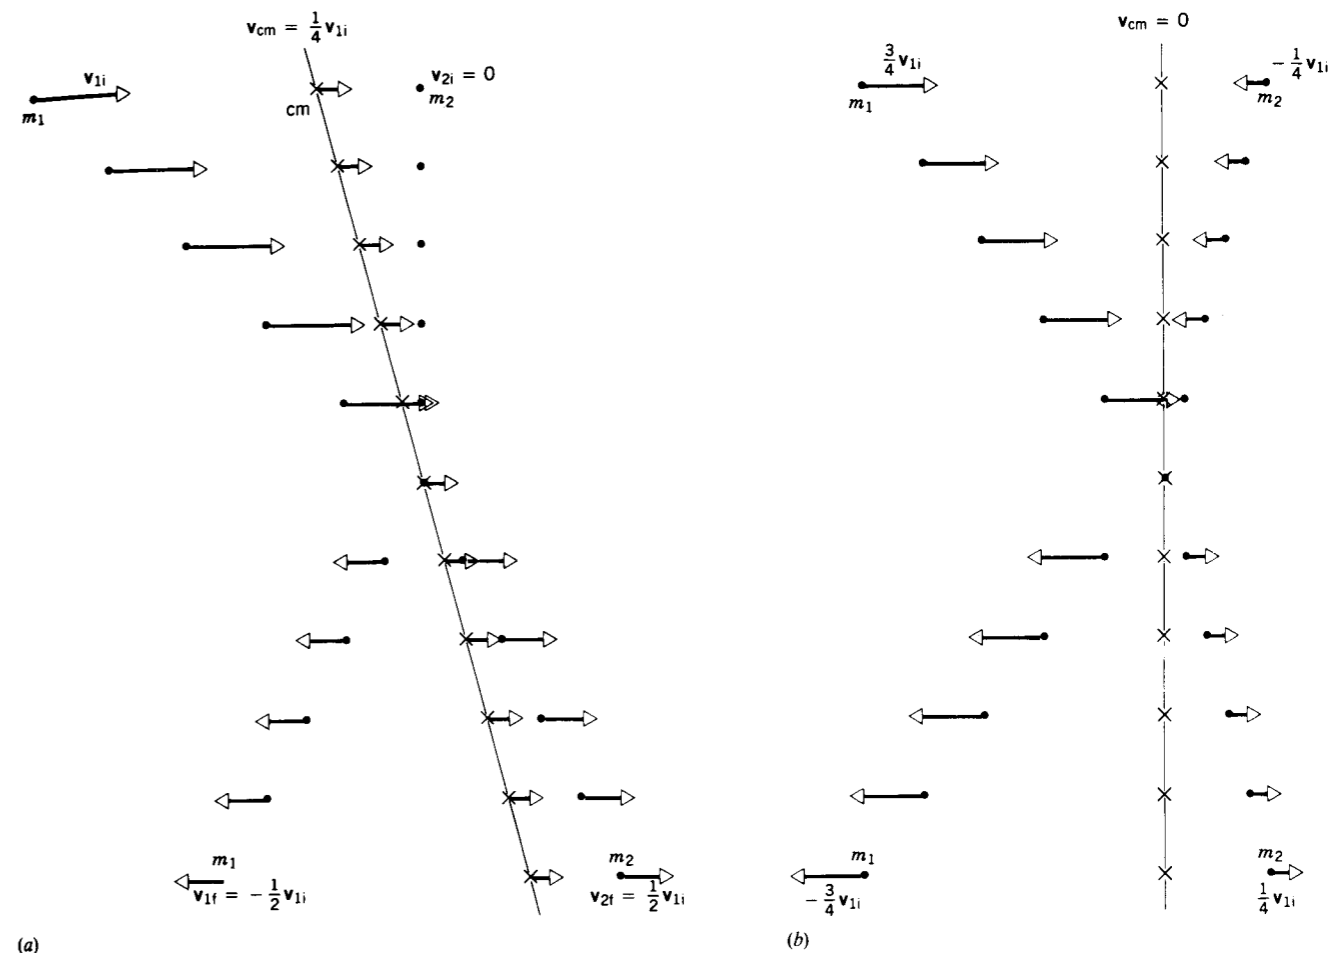 v_cm = 1/4 v_1i
v_1i
m_1
cm
v_2i = 0
m_2
m_1
v_1f = − 1/2 v_1i
m_2
v_2f = 1/2 v_1i
(a)
v_cm = 0
3/4 v_1i
m_1
− 1/4 v_1i
m_2
m_1
− 3/4 v_1i
m_2
1/4 v_1i
(b)